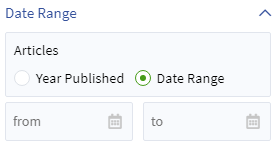 Date Range
Articles
Year Published Date Range
from to